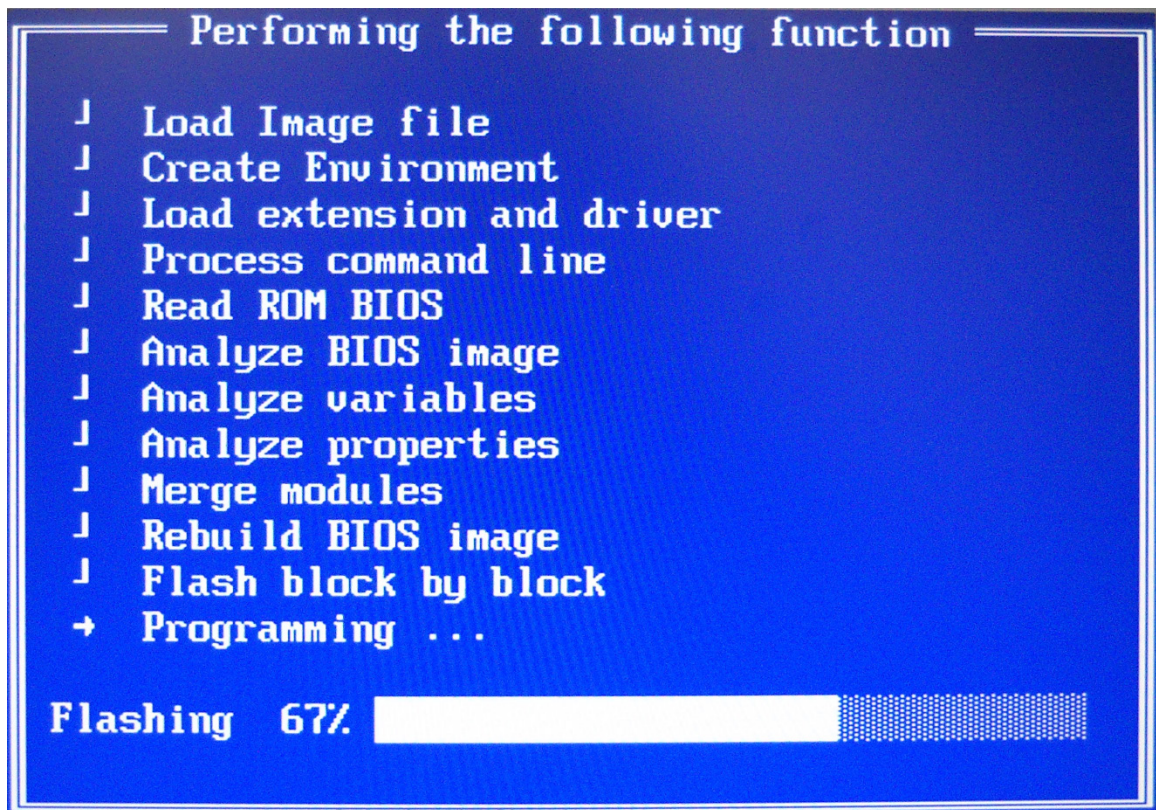 Performing the following function
┘ Load Image file
┘ Create Environment
┘ Load extension and driver
┘ Process command line
┘ Read ROM BIOS
┘ Analyze BIOS image
┘ Analyze variables
┘ Analyze properties
┘ Merge modules
┘ Rebuild BIOS image
┘ Flash block by block
→ Programming ...
Flashing 67%